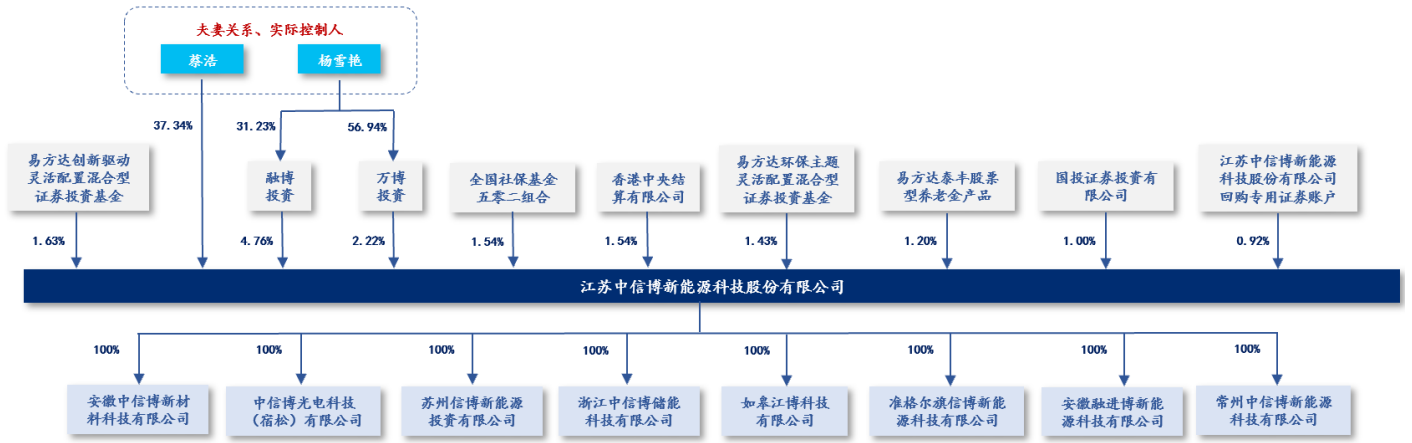 夫妻关系、实际控制人
蔡浩
杨雪艳
37.34%
31.23%
56.94%
易方达创新驱动
灵活配置混合型
证券投资基金
融博
投资
万博
投资
全国社保基金
五零二组合
香港中央结
算有限公司
易方达环保主题
灵活配置混合型
证券投资基金
易方达泰丰股票
型养老金产品
国投证券投资有
限公司
江苏中信博新能源
科技股份有限公司
回购专用证券账户
1.63%
4.76%
2.22%
1.54%
1.54%
1.43%
1.20%
1.00%
0.92%
江苏中信博新能源科技股份有限公司
100%
100%
100%
100%
100%
100%
100%
100%
安徽中信博新材
料科技有限公司
中信博光电科技
（宿松）有限公司
苏州信博新能源
投资有限公司
浙江中信博储能
科技有限公司
如皋江博科技有
限公司
准格尔旗信博新能
源科技有限公司
安徽融进博新能
源科技有限公司
常州中信博新能源
科技有限公司